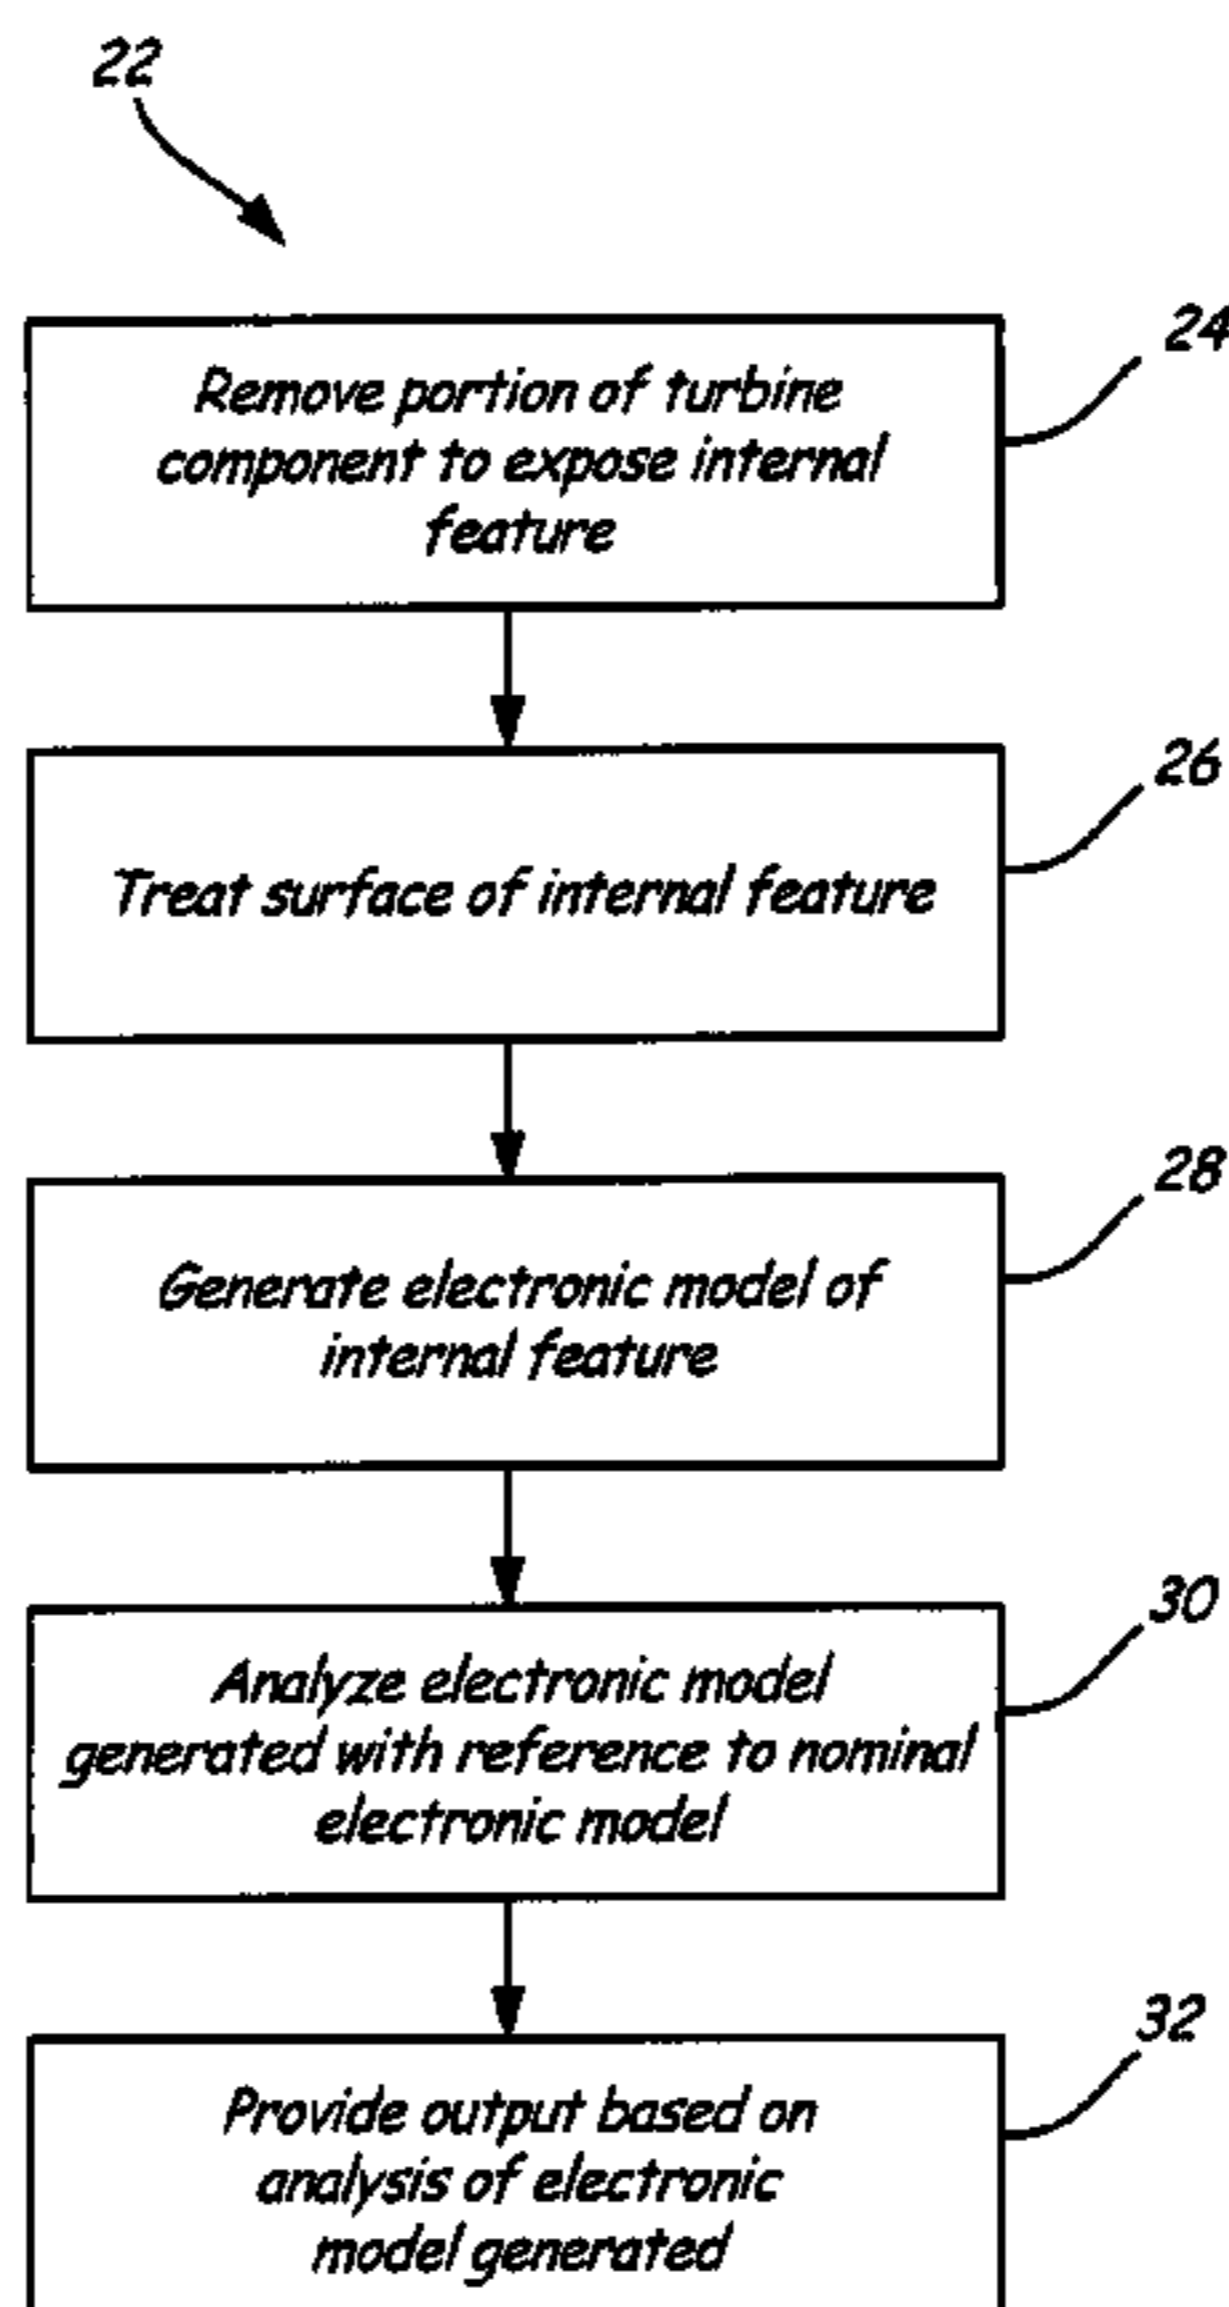 22
24
Remove portion of turbine
component to expose internal
feature
26
Treat surface of internal feature
28
Generate electronic model of
internal feature
30
Analyze electronic model
generated with reference to nominal
electronic model
32
Provide output based on
analysis of electronic
model generated